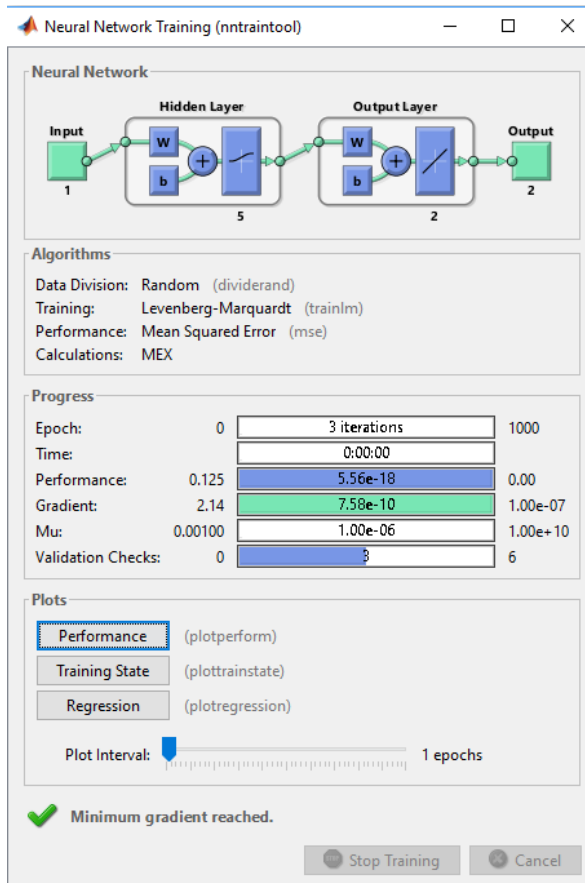 Neural Network Training (nntraintool)
Neural Network
Hidden Layer Output Layer
Input Output
W W
+ +
b b
1 5 2 2
Algorithms
Data Division: Random (dividerand)
Training: Levenberg-Marquardt (trainlm)
Performance: Mean Squared Error (mse)
Calculations: MEX
Progress
Epoch: 0 3 iterations 1000
Time: 0:00:00
Performance: 0.125 5.56e-18 0.00
Gradient: 2.14 7.58e-10 1.00e-07
Mu: 0.00100 1.00e-06 1.00e+10
Validation Checks: 0 3 6
Plots
Performance (plotperform)
Training State (plottrainstate)
Regression (plotregression)
Plot Interval: 1 epochs
Minimum gradient reached.
Stop Training Cancel